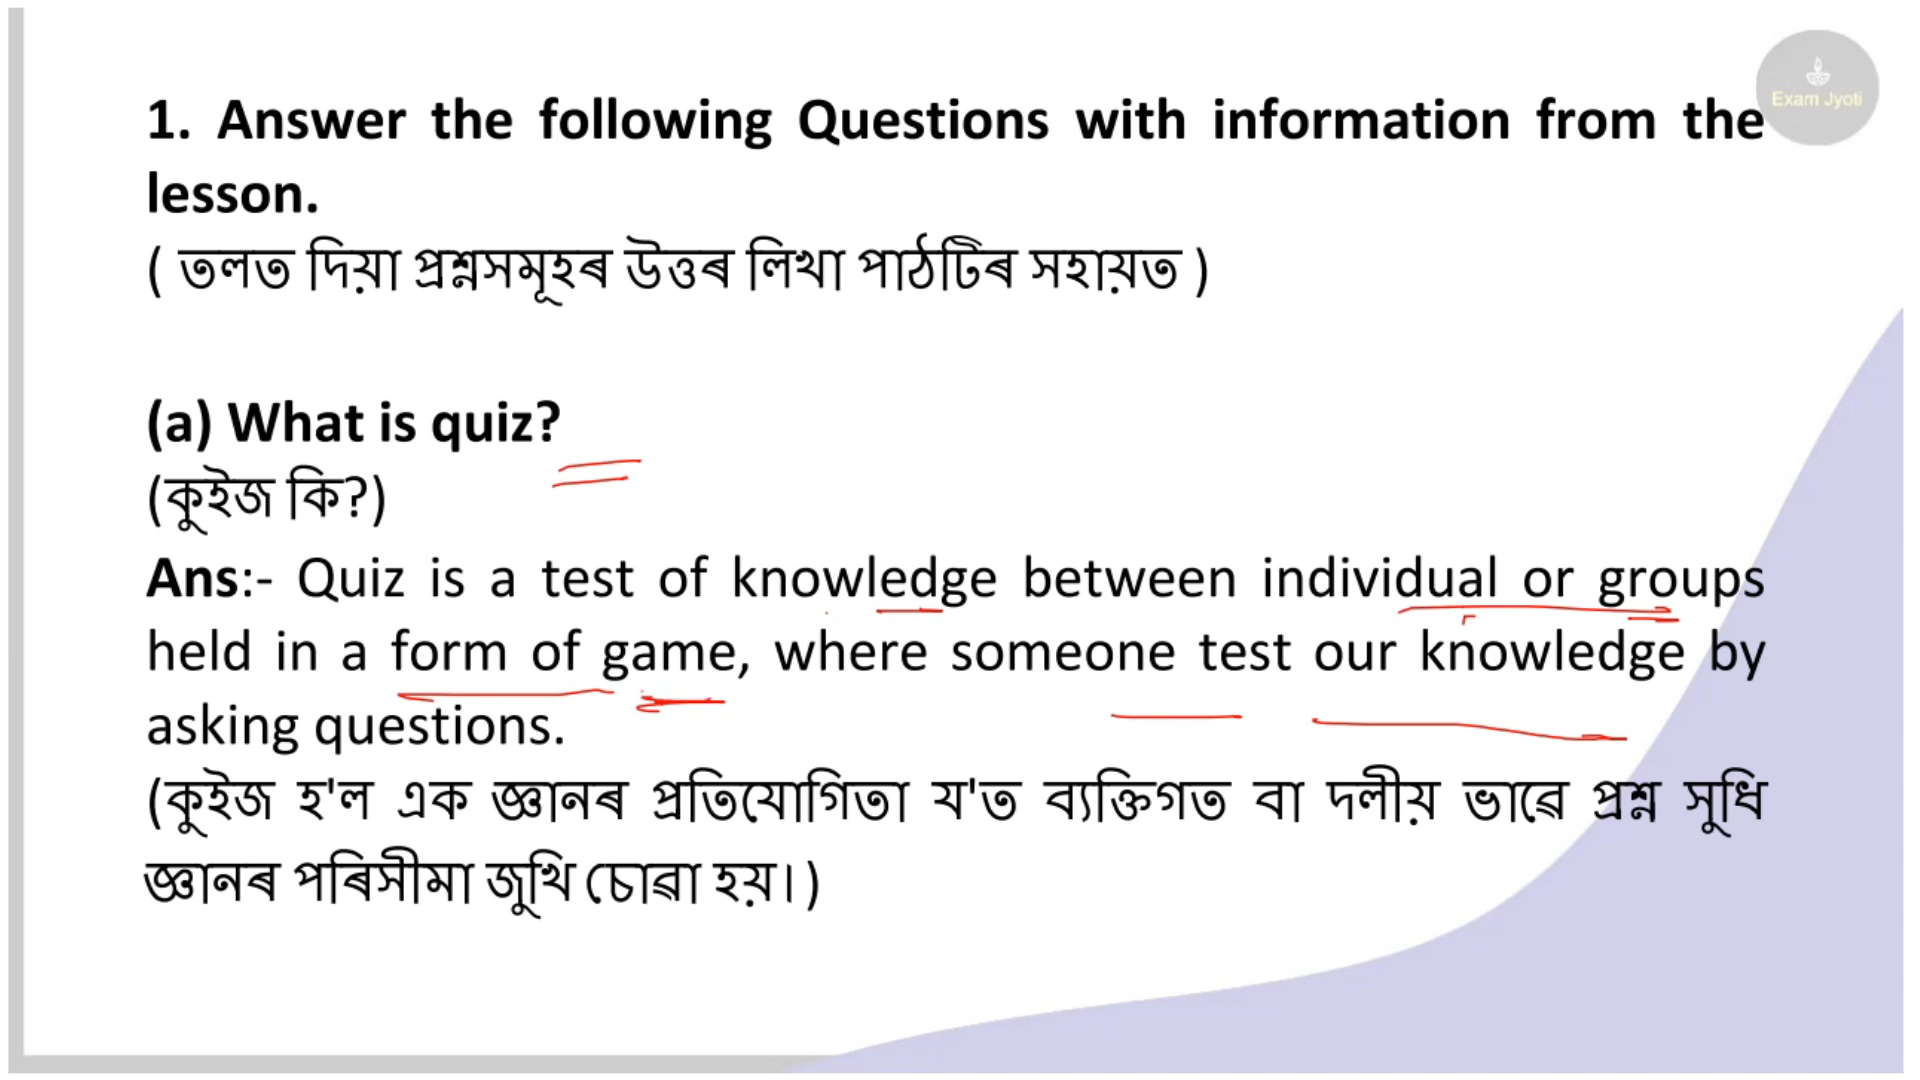 Exam Jyoti
1. Answer the following Questions with information from the
lesson.
( তলত দিয়া প্ৰশ্নসমূহৰ উত্তৰ লিখা পাঠটিৰ সহায়ত )
(a) What is quiz?
(কুইজ কি?)
Ans:- Quiz is a test of knowledge between individual or groups
held in a form of game, where someone test our knowledge by
asking questions.
(কুইজ হ'ল এক জ্ঞানৰ প্ৰতিযোগিতা য'ত ব্যক্তিগত বা দলীয় ভাৱে প্ৰশ্ন সুধি
জ্ঞানৰ পৰিসীমা জুখি চোৱা হয়।)